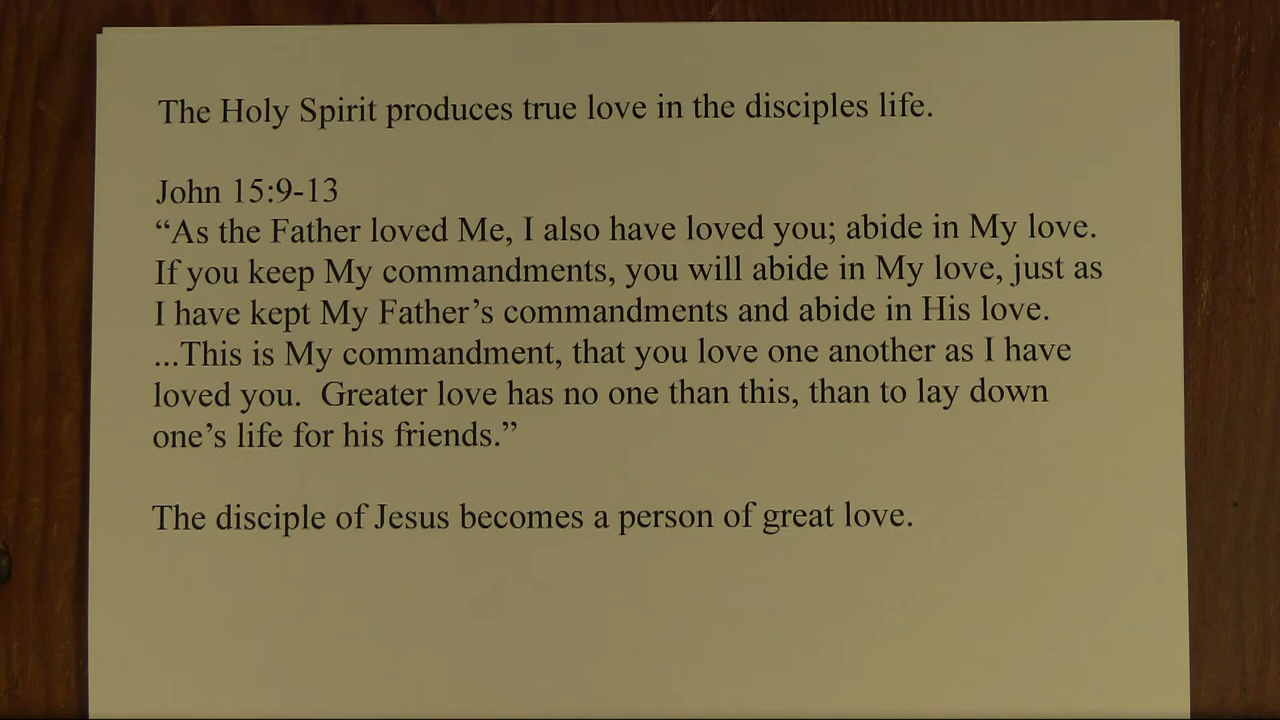 The Holy Spirit produces true love in the disciples life.
John 15:9-13
“As the Father loved Me, I also have loved you; abide in My love.
If you keep My commandments, you will abide in My love, just as
I have kept My Father’s commandments and abide in His love.
...This is My commandment, that you love one another as I have
loved you.  Greater love has no one than this, than to lay down
one’s life for his friends.”
The disciple of Jesus becomes a person of great love.